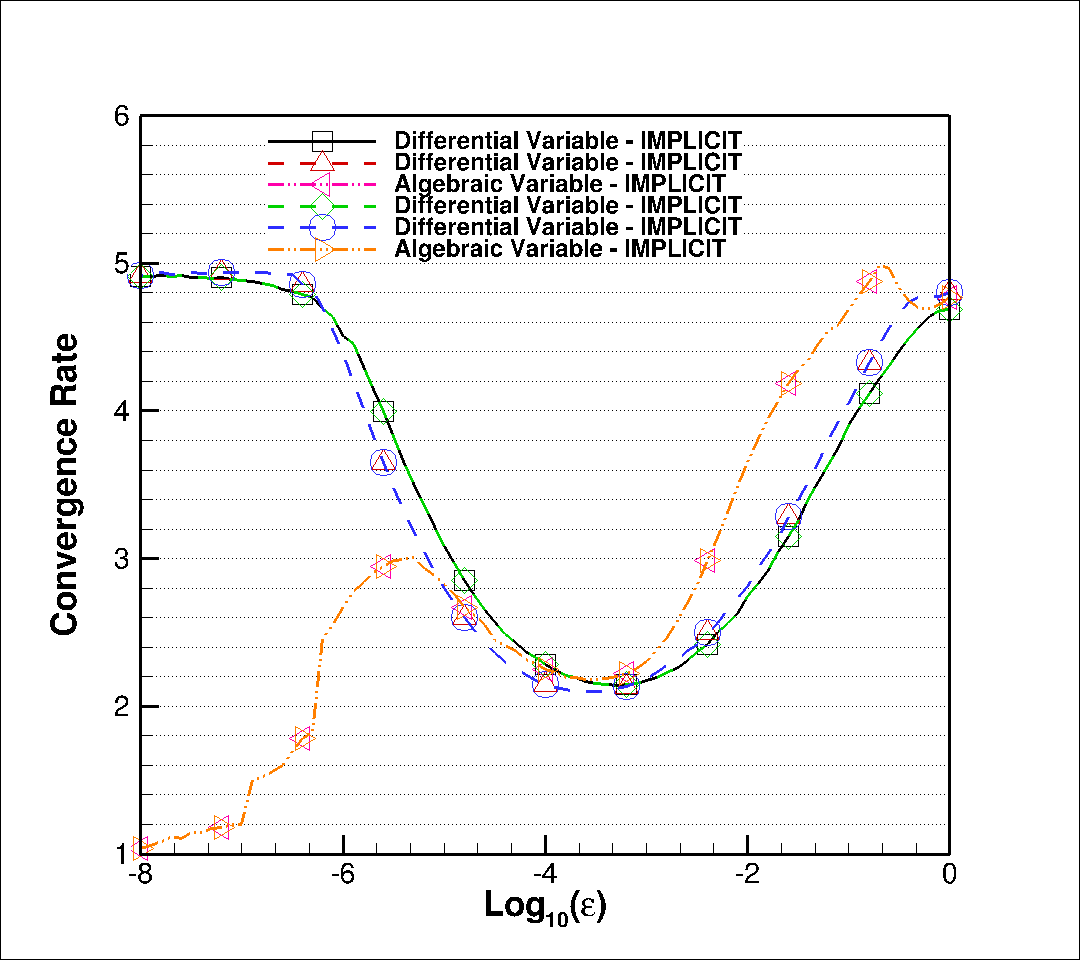 6
Differential Variable - IMPLICIT
Differential Variable - IMPLICIT
Algebraic Variable - IMPLICIT
Differential Variable - IMPLICIT
Differential Variable - IMPLICIT
Algebraic Variable - IMPLICIT
5
4
3
2
1
Convergence Rate
-8 -6 -4 -2 0
Log10(ε)